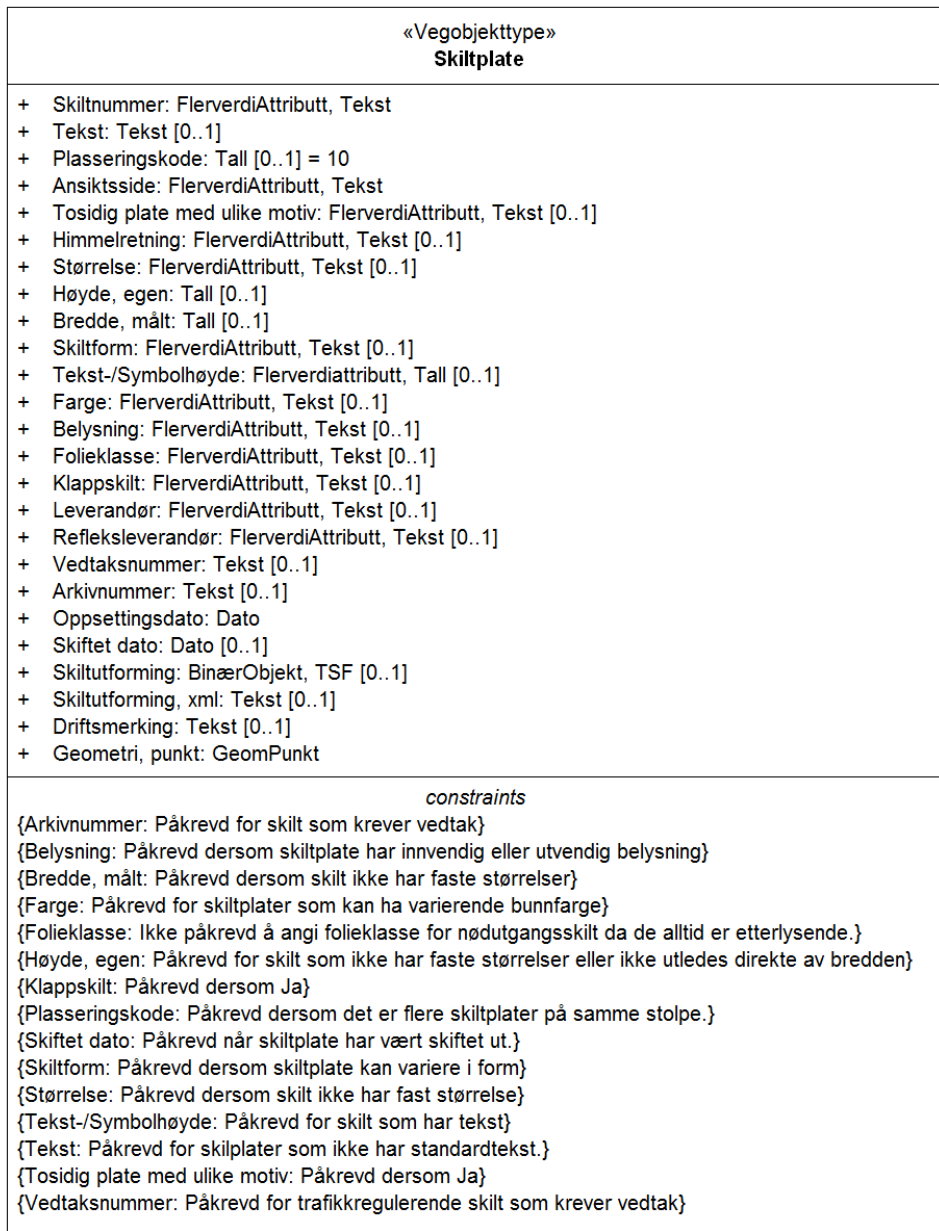 «Vegobjekttype»
Skiltplate
+ Skiltnummer: FlerverdiAttributt, Tekst
+ Tekst: Tekst [0..1]
+ Plasseringskode: Tall [0..1] = 10
+ Ansiktsside: FlerverdiAttributt, Tekst
+ Tosidig plate med ulike motiv: FlerverdiAttributt, Tekst [0..1]
+ Himmelretning: FlerverdiAttributt, Tekst [0..1]
+ Størrelse: FlerverdiAttributt, Tekst [0..1]
+ Høyde, egen: Tall [0..1]
+ Bredde, målt: Tall [0..1]
+ Skiltform: FlerverdiAttributt, Tekst [0..1]
+ Tekst-/Symbolhøyde: Flerverdiattributt, Tall [0..1]
+ Farge: FlerverdiAttributt, Tekst [0..1]
+ Belysning: FlerverdiAttributt, Tekst [0..1]
+ Folieklasse: FlerverdiAttributt, Tekst [0..1]
+ Klappskilt: FlerverdiAttributt, Tekst [0..1]
+ Leverandør: FlerverdiAttributt, Tekst [0..1]
+ Refleksleverandør: FlerverdiAttributt, Tekst [0..1]
+ Vedtaksnummer: Tekst [0..1]
+ Arkivnummer: Tekst [0..1]
+ Oppsettingsdato: Dato
+ Skiftet dato: Dato [0..1]
+ Skiltutforming: BinærObjekt, TSF [0..1]
+ Skiltutforming, xml: Tekst [0..1]
+ Driftsmerking: Tekst [0..1]
+ Geometri, punkt: GeomPunkt
constraints
{Arkivnummer: Påkrevd for skilt som krever vedtak}
{Belysning: Påkrevd dersom skiltplate har innvendig eller utvendig belysning}
{Bredde, målt: Påkrevd dersom skilt ikke har faste størrelser}
{Farge: Påkrevd for skiltplater som kan ha varierende bunnfarge}
{Folieklasse: Ikke påkrevd å angi folieklasse for nødutgangsskilt da de alltid er etterlysende.}
{Høyde, egen: Påkrevd for skilt som ikke har faste størrelser eller ikke utledes direkte av bredden}
{Klappskilt: Påkrevd dersom Ja}
{Plasseringskode: Påkrevd dersom det er flere skiltplater på samme stolpe.}
{Skiftet dato: Påkrevd når skiltplate har vært skiftet ut.}
{Skiltform: Påkrevd dersom skiltplate kan variere i form}
{Størrelse: Påkrevd dersom skilt ikke har fast størrelse}
{Tekst-/Symbolhøyde: Påkrevd for skilt som har tekst}
{Tekst: Påkrevd for skilplater som ikke har standardtekst.}
{Tosidig plate med ulike motiv: Påkrevd dersom Ja}
{Vedtaksnummer: Påkrevd for trafikkregulerende skilt som krever vedtak}